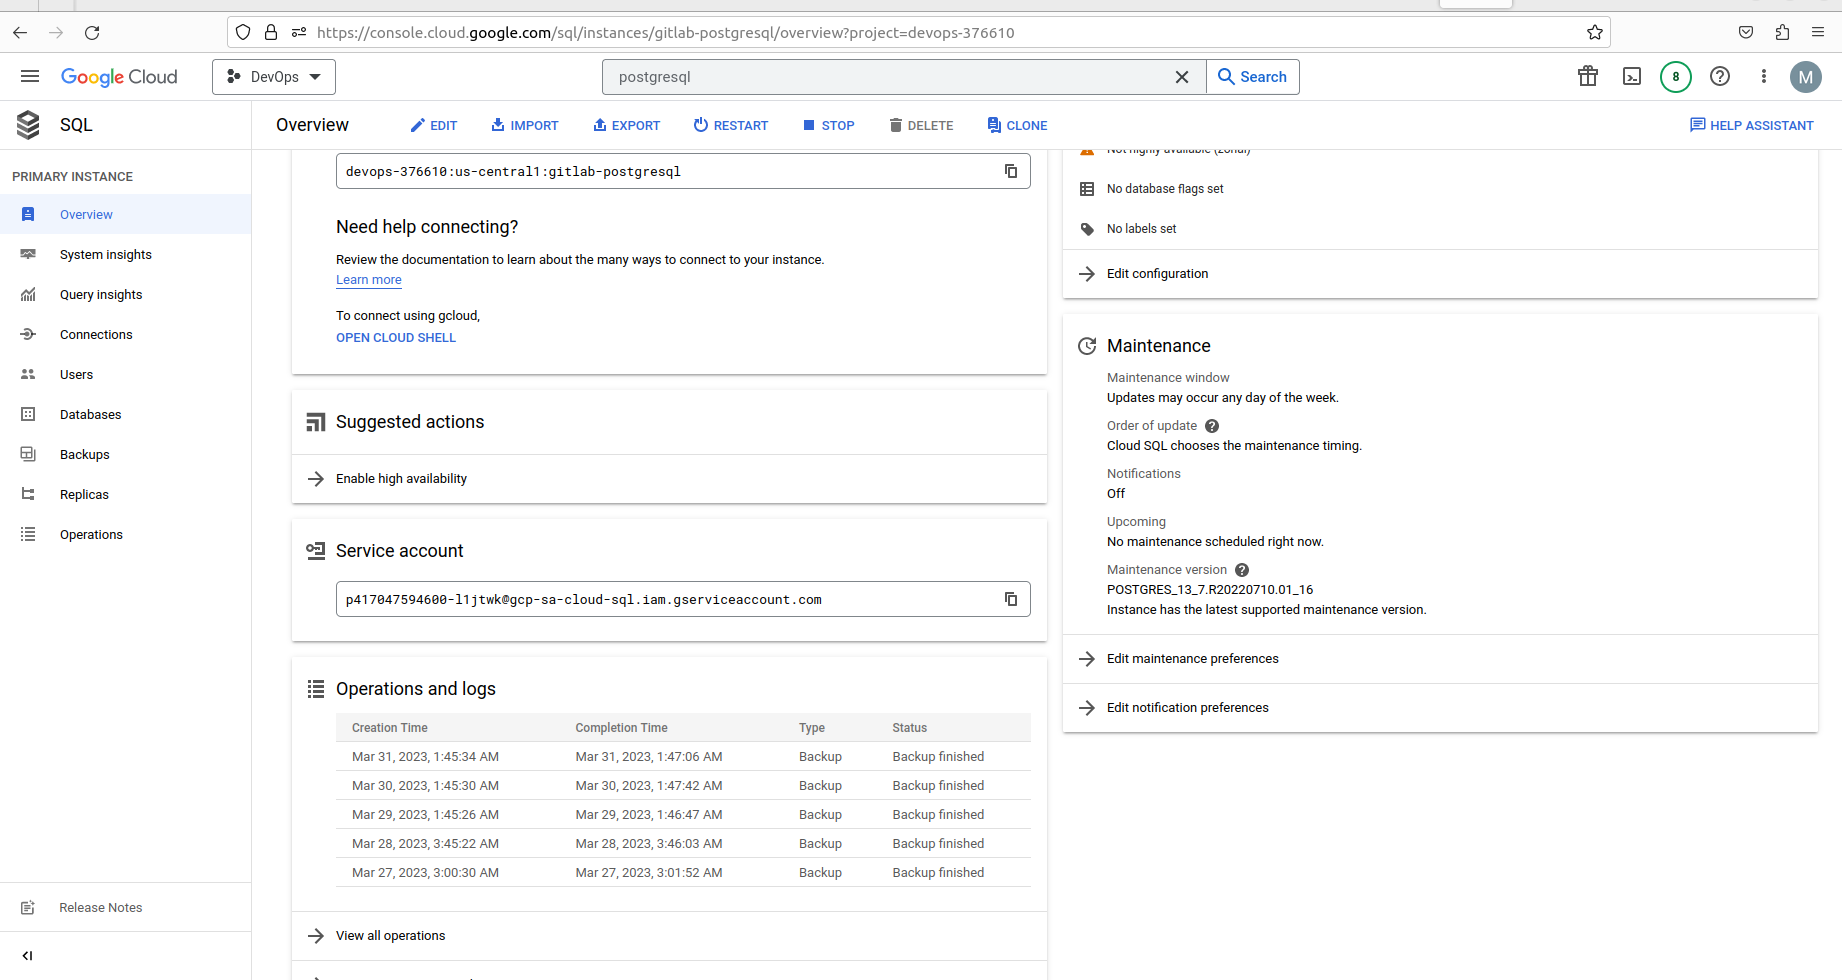 https://console.cloud.google.com/sql/instances/gitlab-postgresql/overview?project=devops-376610
Google Cloud
DevOps
postgresql
Search
8
M
SQL
Overview
EDIT
IMPORT
EXPORT
RESTART
STOP
DELETE
CLONE
HELP ASSISTANT
PRIMARY INSTANCE
Overview
System insights
Query insights
Connections
Users
Databases
Backups
Replicas
Operations
Release Notes
devops-376610:us-central1:gitlab-postgresql
Need help connecting?
Review the documentation to learn about the many ways to connect to your instance.
Learn more
To connect using gcloud,
OPEN CLOUD SHELL
Suggested actions
Enable high availability
Service account
p417047594600-l1jtwk@gcp-sa-cloud-sql.iam.gserviceaccount.com
Operations and logs
Creation Time Completion Time Type Status
Mar 31, 2023, 1:45:34 AM Mar 31, 2023, 1:47:06 AM Backup Backup finished
Mar 30, 2023, 1:45:30 AM Mar 30, 2023, 1:47:42 AM Backup Backup finished
Mar 29, 2023, 1:45:26 AM Mar 29, 2023, 1:46:47 AM Backup Backup finished
Mar 28, 2023, 3:45:22 AM Mar 28, 2023, 3:46:03 AM Backup Backup finished
Mar 27, 2023, 3:00:30 AM Mar 27, 2023, 3:01:52 AM Backup Backup finished
View all operations
Not highly available (zonal)
No database flags set
No labels set
Edit configuration
Maintenance
Maintenance window
Updates may occur any day of the week.
Order of update
Cloud SQL chooses the maintenance timing.
Notifications
Off
Upcoming
No maintenance scheduled right now.
Maintenance version
POSTGRES_13_7.R20220710.01_16
Instance has the latest supported maintenance version.
Edit maintenance preferences
Edit notification preferences